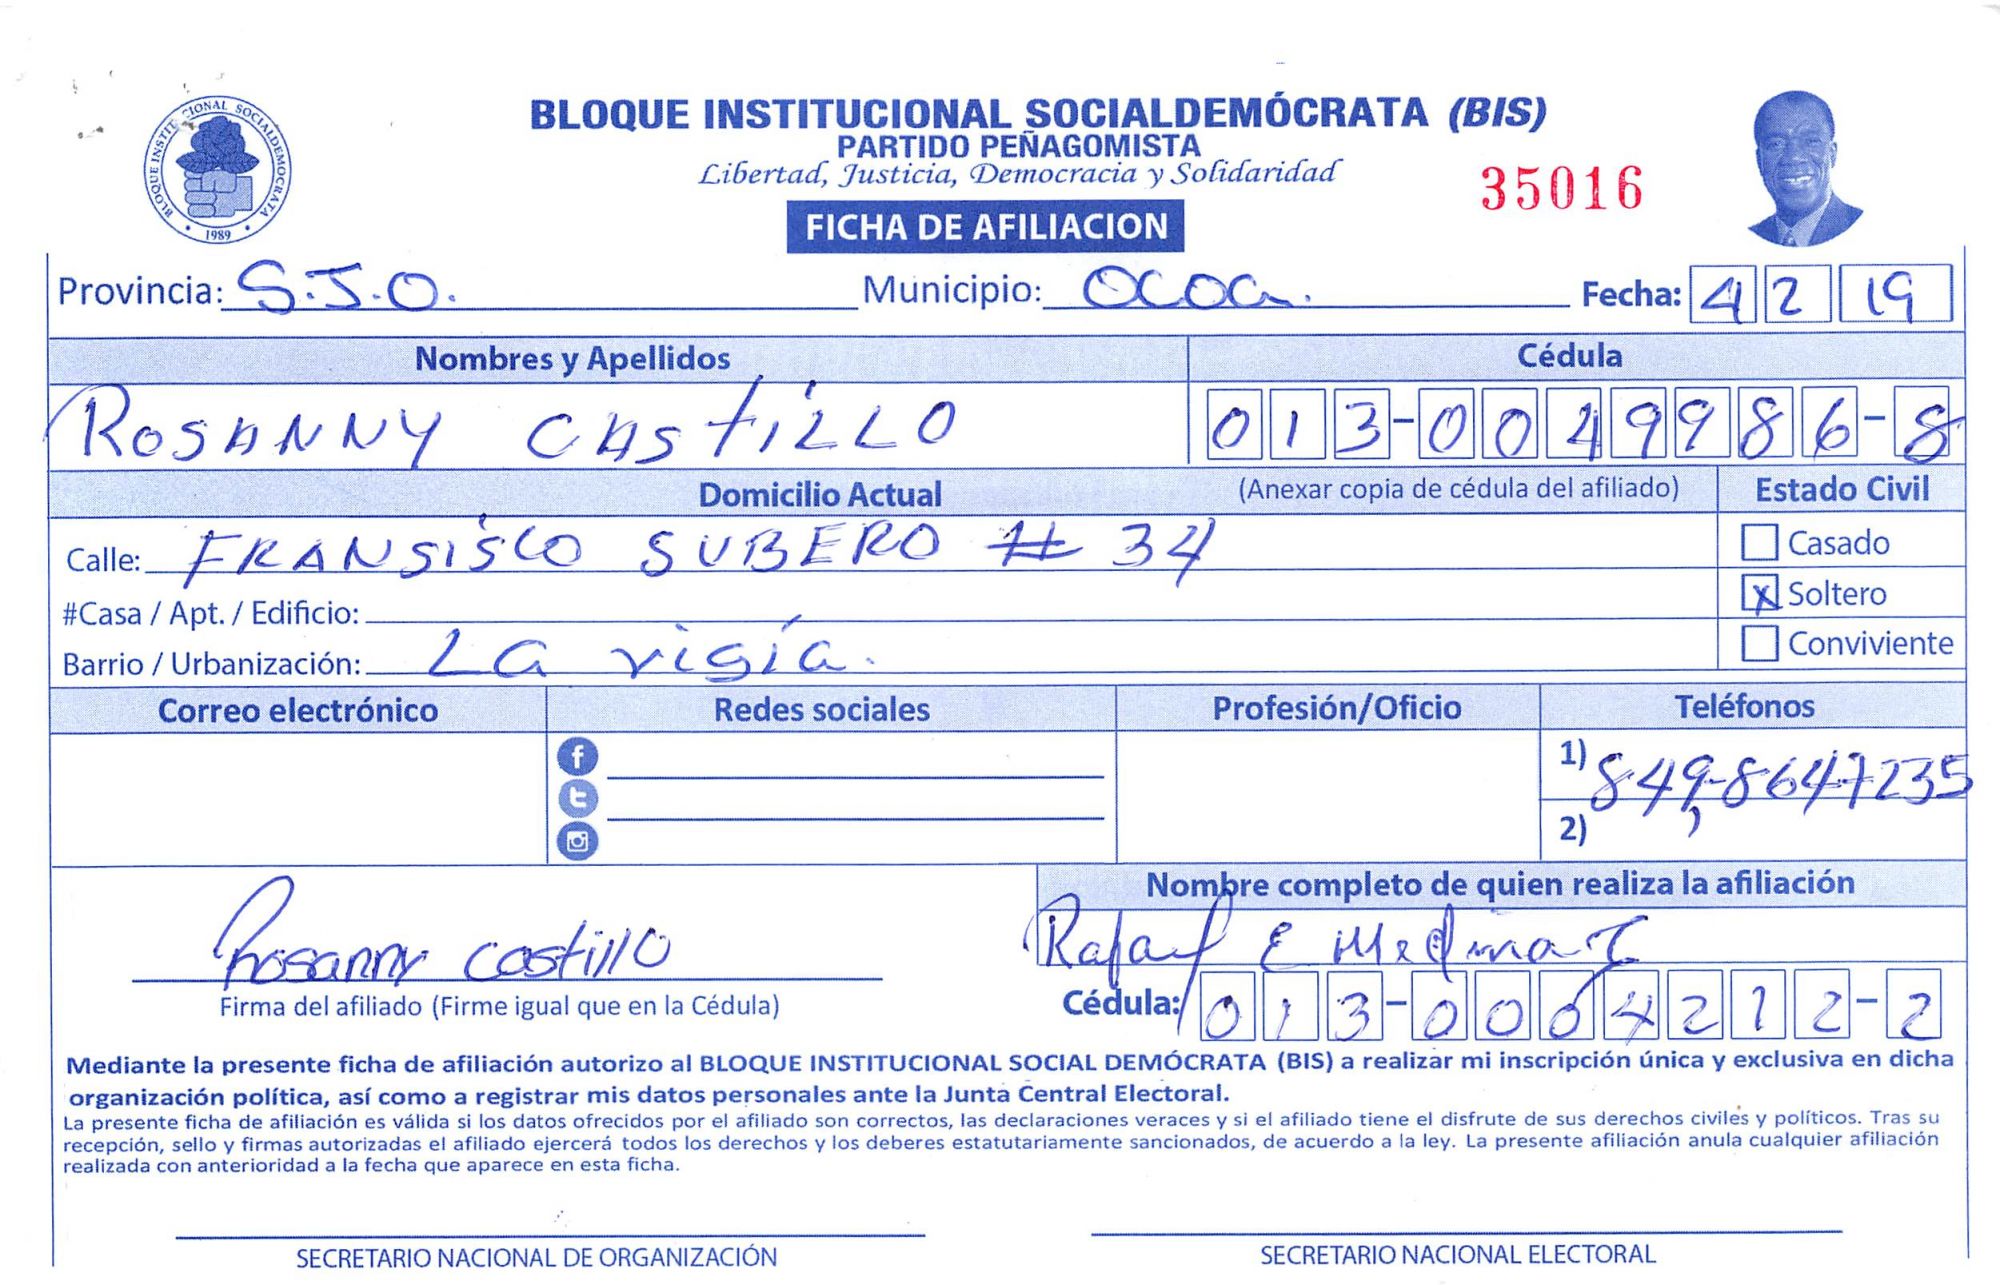 BLOQUE INSTITUCIONAL SOCIALDEMÓCRATA (BIS)
PARTIDO PEÑAGOMISTA
Libertad, Justicia, Democracia y Solidaridad
35016
FICHA DE AFILIACION
BLOQUE INSTITUCIONAL SOCIALDEMOCRATA
1989
Provincia: S.J.O. Municipio: OCOA. Fecha: 4 2 19
Nombres y Apellidos Cédula
ROSANNY CASTILLO 013-0049986-8
Domicilio Actual (Anexar copia de cédula del afiliado) Estado Civil
Calle: FRANSISCO SUBERO # 34 Casado
#Casa / Apt. / Edificio: X Soltero
Barrio / Urbanización: LA vigía. Conviviente
Correo electrónico Redes sociales Profesión/Oficio Teléfonos
1) 849-8647235
2)
Nombre completo de quien realiza la afiliación
Rosanny Castillo Rafael E Medina T
Firma del afiliado (Firme igual que en la Cédula) Cédula: 013-0004212-2
Mediante la presente ficha de afiliación autorizo al BLOQUE INSTITUCIONAL SOCIAL DEMÓCRATA (BIS) a realizar mi inscripción única y exclusiva en dicha
organización política, así como a registrar mis datos personales ante la Junta Central Electoral.
La presente ficha de afiliación es válida si los datos ofrecidos por el afiliado son correctos, las declaraciones veraces y si el afiliado tiene el disfrute de sus derechos civiles y políticos. Tras su
recepción, sello y firmas autorizadas el afiliado ejercerá todos los derechos y los deberes estatutariamente sancionados, de acuerdo a la ley. La presente afiliación anula cualquier afiliación
realizada con anterioridad a la fecha que aparece en esta ficha.
SECRETARIO NACIONAL DE ORGANIZACIÓN SECRETARIO NACIONAL ELECTORAL